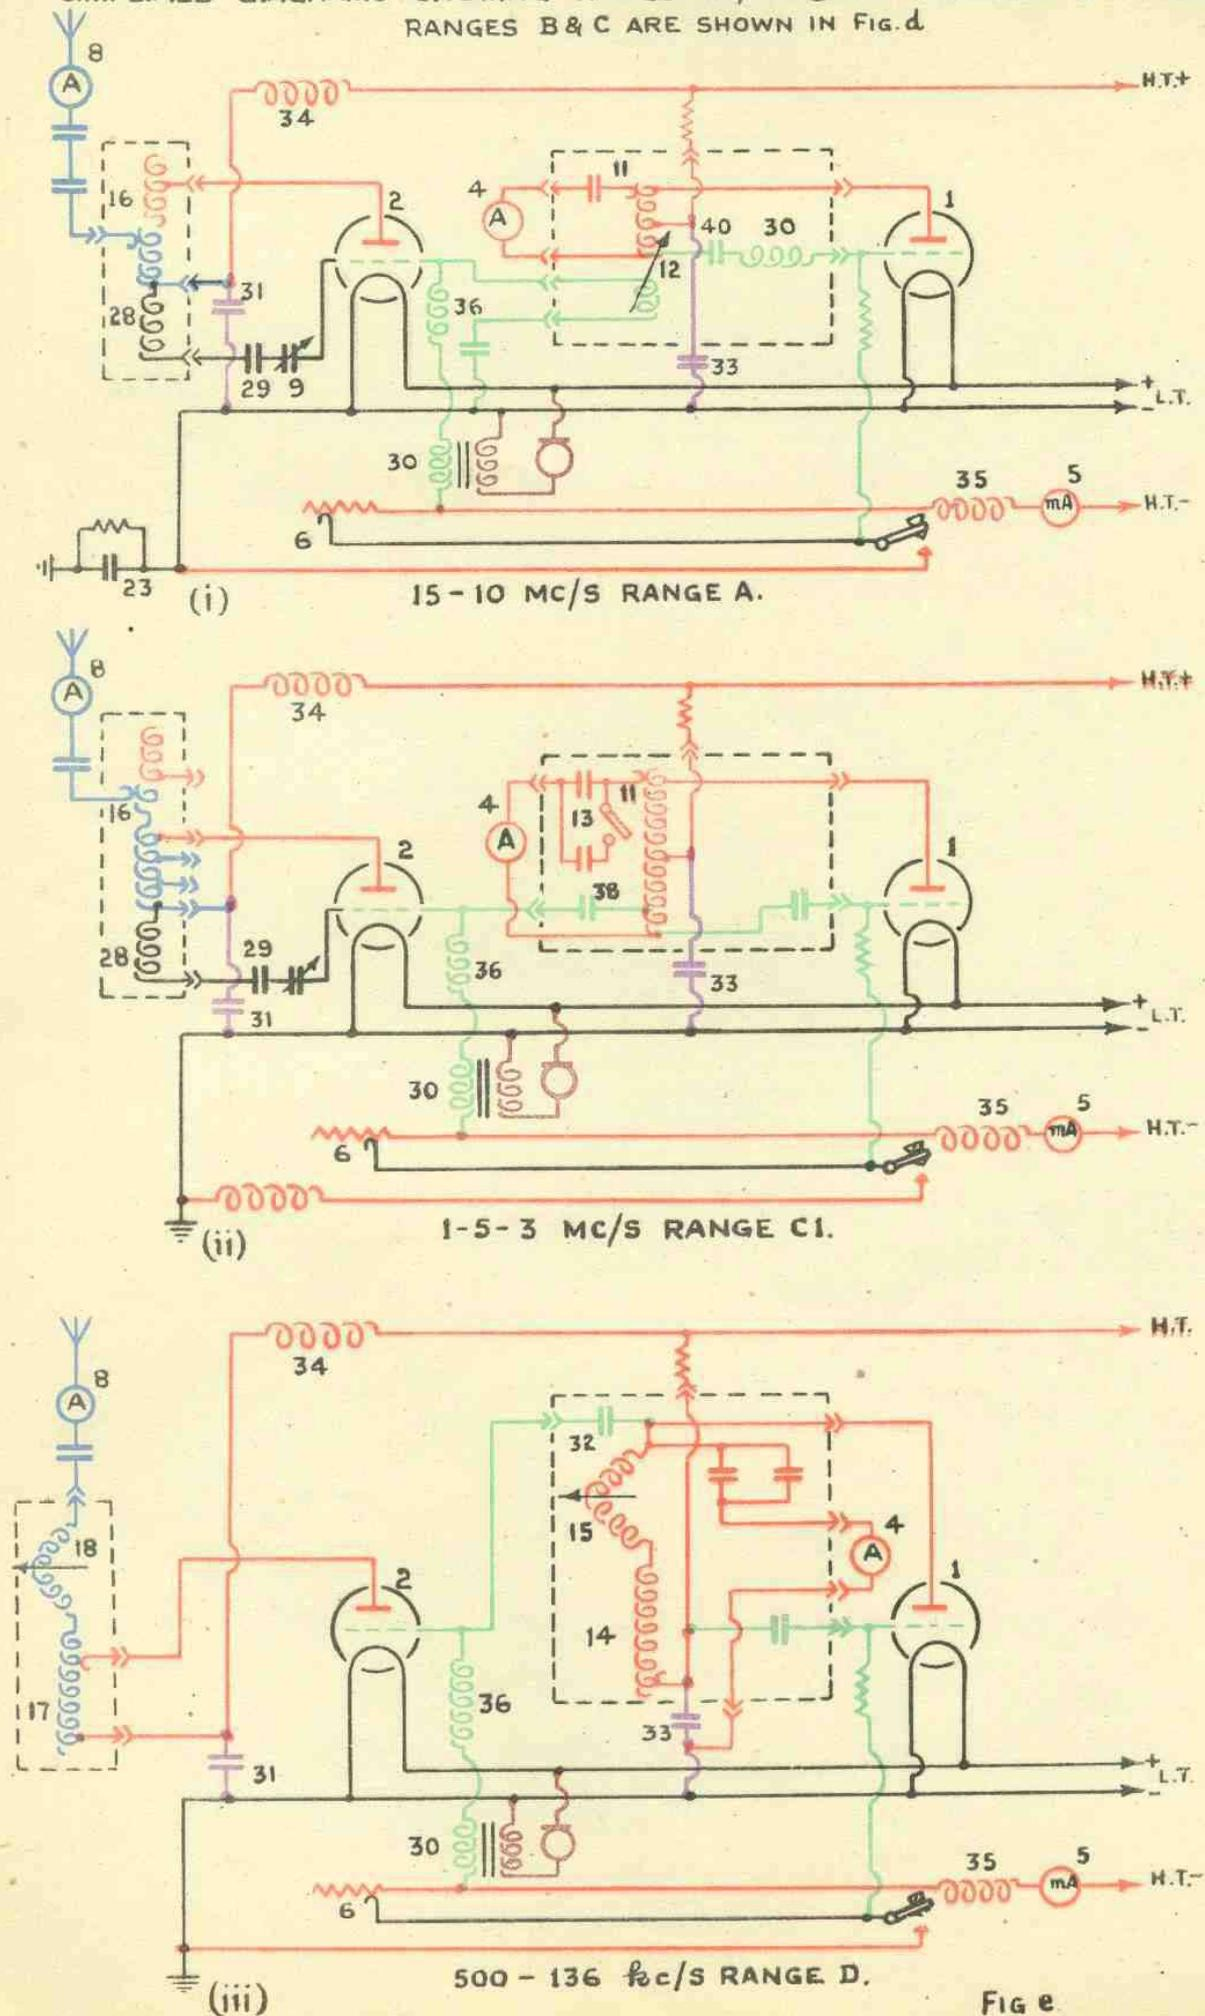 RANGES B & C ARE SHOWN IN FIG. d
8
A
34
H.T.+
16
2
4
A
11
1
40
30
12
31
28
36
29
9
33
+
L.T.
-
30
35
5
mA
H.T.-
6
23
(i)
15-10 MC/S RANGE A.
8
A
34
H.T.+
16
2
4
A
13
11
1
38
28
29
36
33
31
+
L.T.
-
30
35
5
mA
H.T.-
6
(ii)
1-5-3 MC/S RANGE C1.
8
A
34
H.T.
32
18
15
4
A
2
1
14
17
36
33
31
+
L.T.
-
30
35
5
mA
H.T.-
6
(iii)
500 - 136 kc/S RANGE D.
FIG e